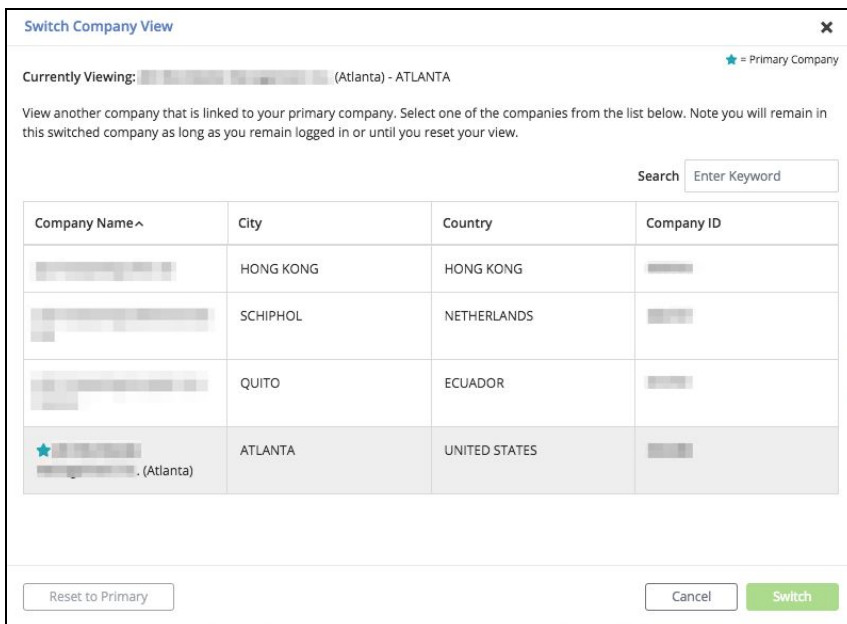 Switch Company View
★ = Primary Company
Currently Viewing: (Atlanta) - ATLANTA
View another company that is linked to your primary company. Select one of the companies from the list below. Note you will remain in
this switched company as long as you remain logged in or until you reset your view.
Search Enter Keyword
Company Name City Country Company ID
HONG KONG HONG KONG
SCHIPHOL NETHERLANDS
QUITO ECUADOR
ATLANTA UNITED STATES
. (Atlanta)
Reset to Primary Cancel Switch